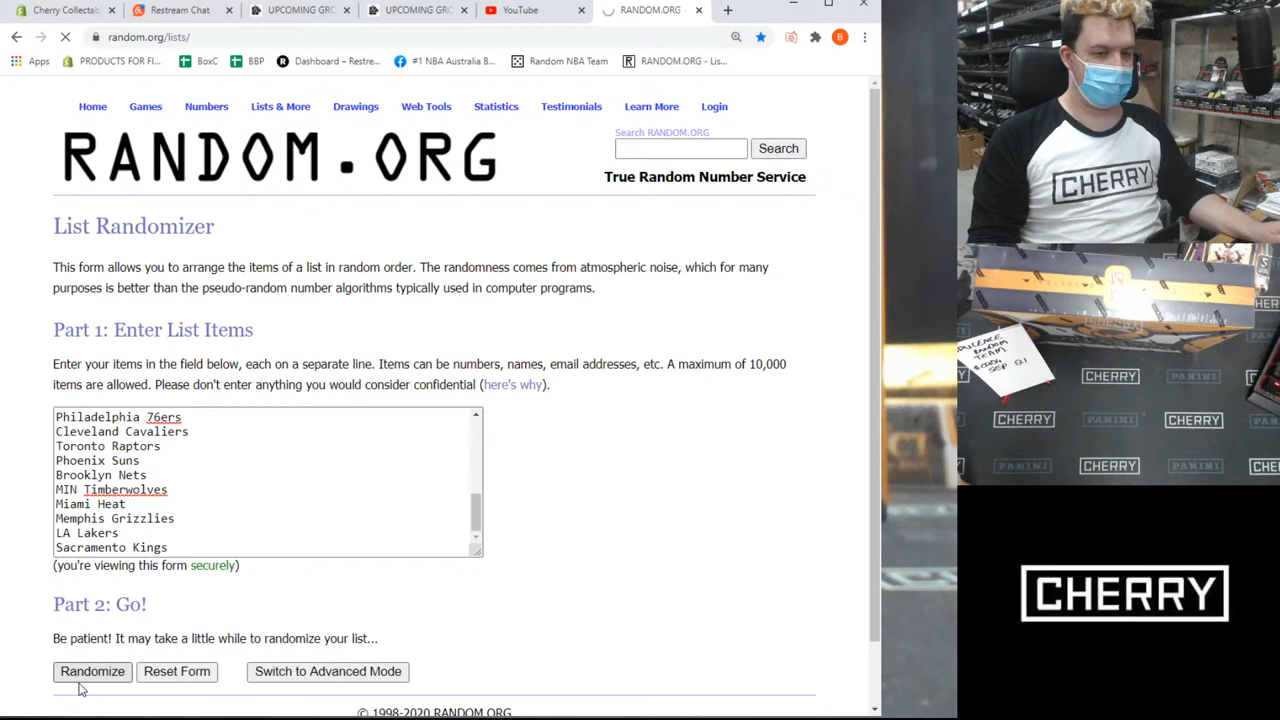 Cherry Collectab
Restream Chat
UPCOMING GRO
UPCOMING GRO
YouTube
RANDOM.ORG -
random.org/lists/
Apps
PRODUCTS FOR FI...
BoxC
BBP
Dashboard – Restre...
#1 NBA Australia B...
Random NBA Team
RANDOM.ORG - Lis...
Home
Games
Numbers
Lists & More
Drawings
Web Tools
Statistics
Testimonials
Learn More
Login
RANDOM.ORG
Search RANDOM.ORG
Search
True Random Number Service
List Randomizer
This form allows you to arrange the items of a list in random order. The randomness comes from atmospheric noise, which for many
purposes is better than the pseudo-random number algorithms typically used in computer programs.
Part 1: Enter List Items
Enter your items in the field below, each on a separate line. Items can be numbers, names, email addresses, etc. A maximum of 10,000
items are allowed. Please don't enter anything you would consider confidential (here's why).
Philadelphia 76ers
Cleveland Cavaliers
Toronto Raptors
Phoenix Suns
Brooklyn Nets
MIN Timberwolves
Miami Heat
Memphis Grizzlies
LA Lakers
Sacramento Kings
(you're viewing this form securely)
Part 2: Go!
Be patient! It may take a little while to randomize your list...
Randomize
Reset Form
Switch to Advanced Mode
© 1998-2020 RANDOM.ORG
CHERRY
RANDOM
TEAM
SEP 21
CHERRY
PANINI
CHERRY
CHERRY
PANINI
CHERRY
PANINI
CHERRY
PANINI
CHERRY
CHERRY